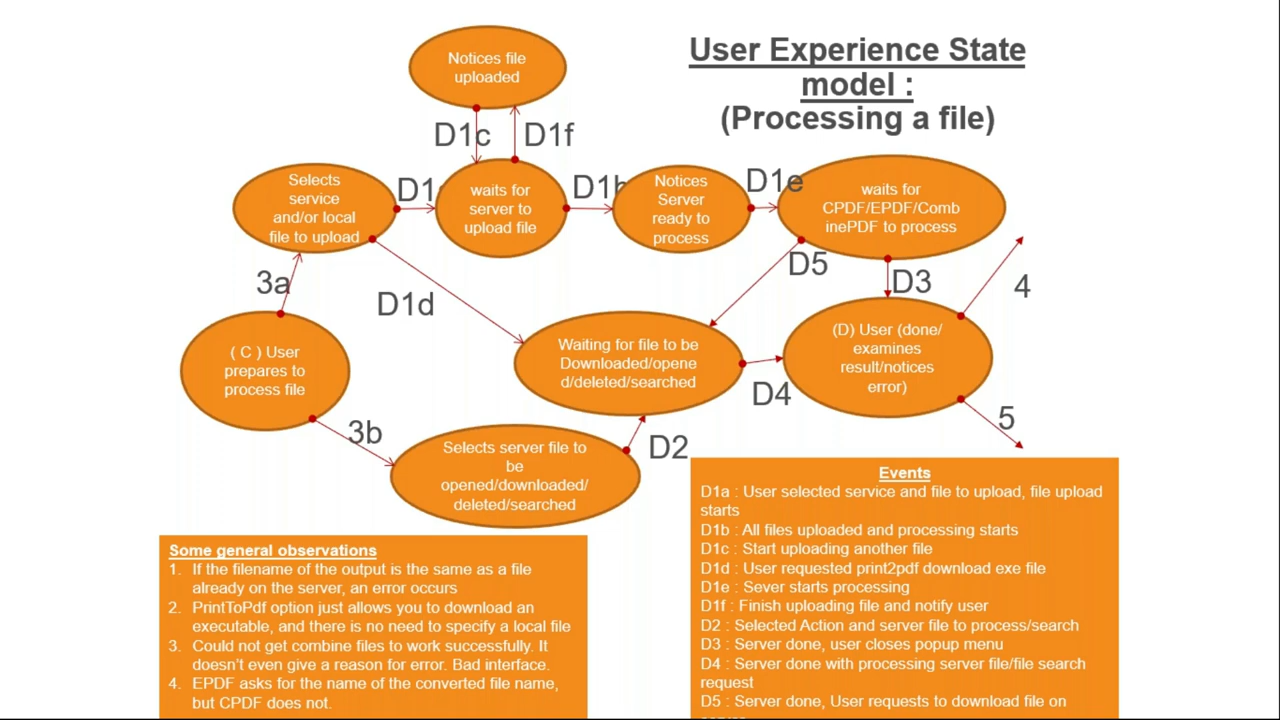 User Experience State
model :
(Processing a file)
Notices file
uploaded
D1c
D1f
Selects
service
and/or local
file to upload
waits for
server to
upload file
D1b
Notices
Server
ready to
process
D1e
waits for
CPDF/EPDF/Comb
inePDF to process
3a
D1d
D5
D3
4
( C ) User
prepares to
process file
Waiting for file to be
Downloaded/opene
d/deleted/searched
D4
(D) User (done/
examines
result/notices
error)
5
3b
Selects server file to
be
opened/downloaded/
deleted/searched
D2
Some general observations
1. If the filename of the output is the same as a file
already on the server, an error occurs
2. PrintToPdf option just allows you to download an
executable, and there is no need to specify a local file
3. Could not get combine files to work successfully. It
doesn't even give a reason for error. Bad interface.
4. EPDF asks for the name of the converted file name,
but CPDF does not.
Events
D1a : User selected service and file to upload, file upload
starts
D1b : All files uploaded and processing starts
D1c : Start uploading another file
D1d : User requested print2pdf download exe file
D1e : Sever starts processing
D1f : Finish uploading file and notify user
D2 : Selected Action and server file to process/search
D3 : Server done, user closes popup menu
D4 : Server done with processing server file/file search
request
D5 : Server done, User requests to download file on